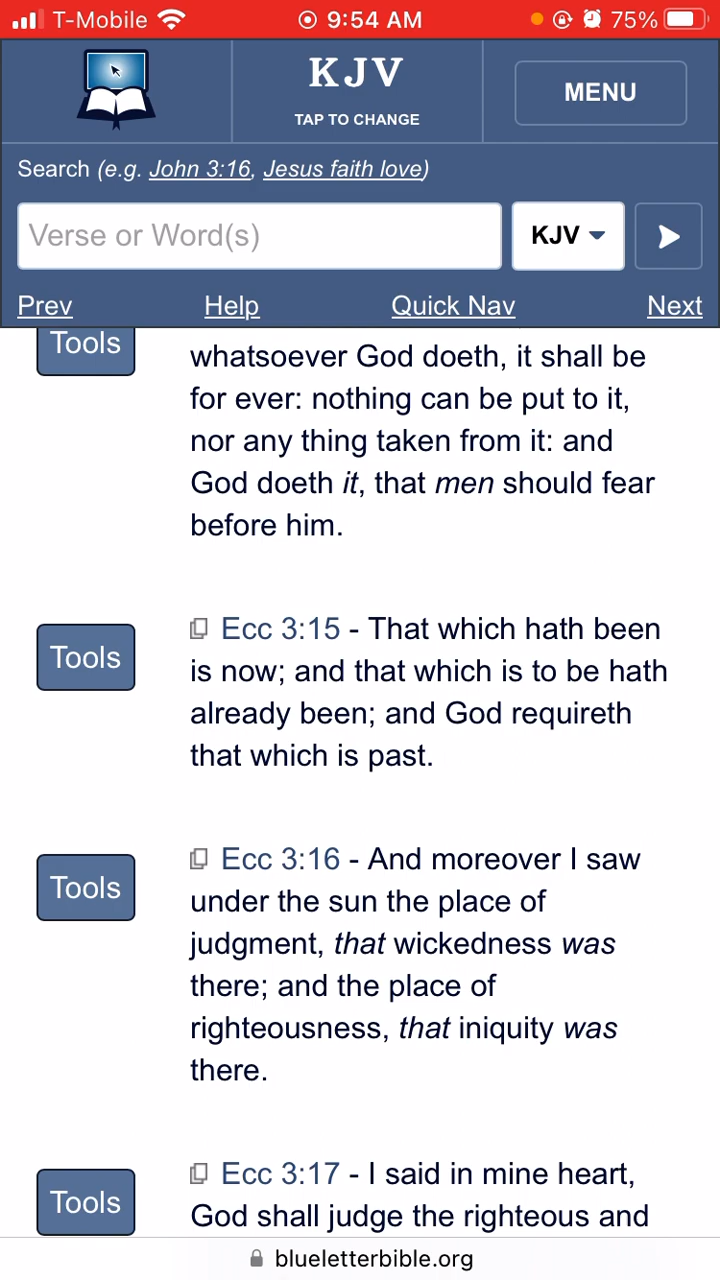 T-Mobile 9:54 AM 75%
KJV
TAP TO CHANGE
MENU
Search (e.g. John 3:16, Jesus faith love)
Verse or Word(s) KJV
Prev Help Quick Nav Next
Tools
whatsoever God doeth, it shall be
for ever: nothing can be put to it,
nor any thing taken from it: and
God doeth it, that men should fear
before him.
Tools
Ecc 3:15 - That which hath been
is now; and that which is to be hath
already been; and God requireth
that which is past.
Tools
Ecc 3:16 - And moreover I saw
under the sun the place of
judgment, that wickedness was
there; and the place of
righteousness, that iniquity was
there.
Tools
Ecc 3:17 - I said in mine heart,
God shall judge the righteous and
blueletterbible.org